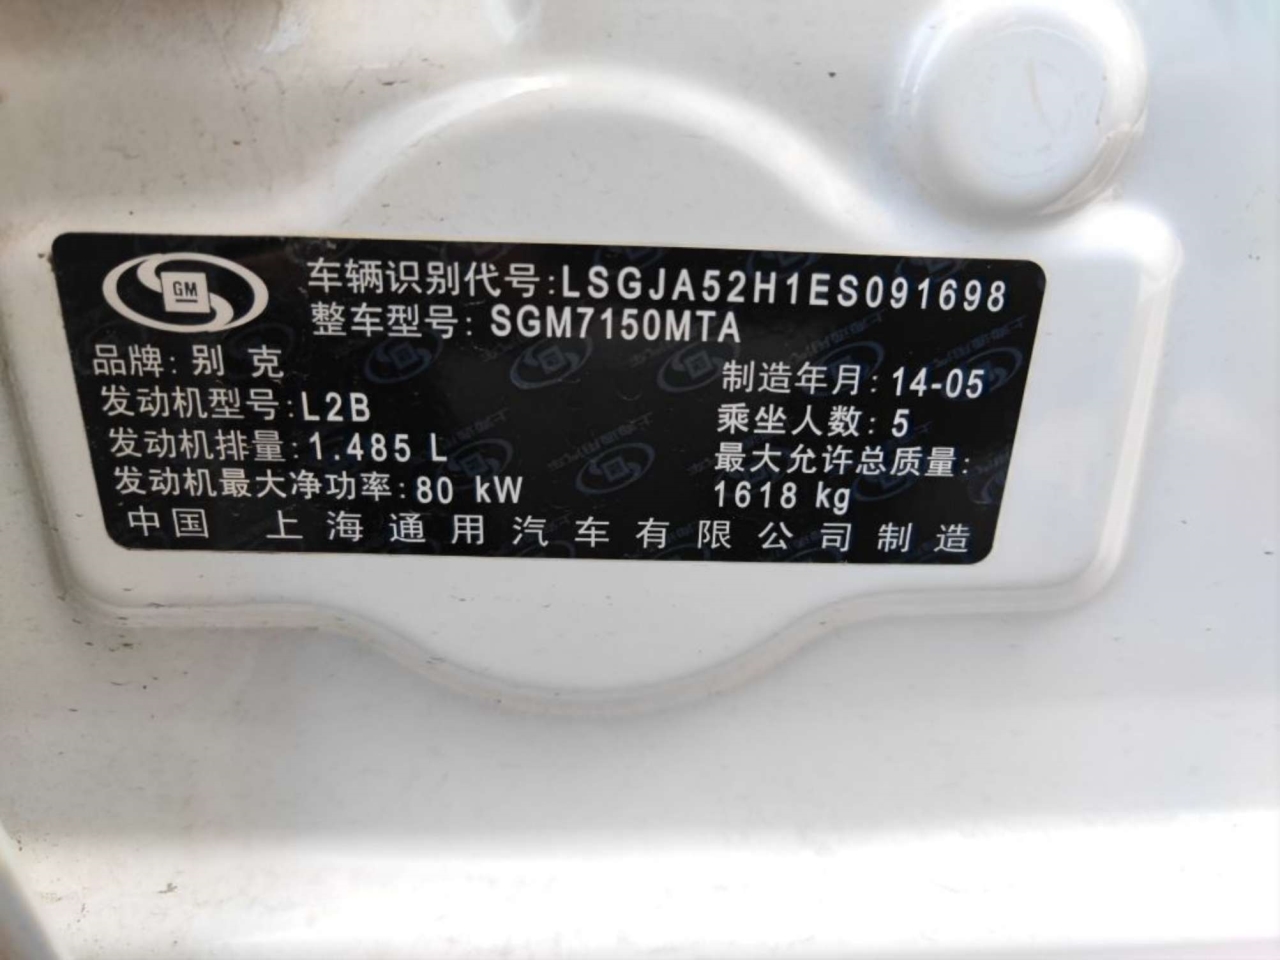 GM
车辆识别代号:LSGJA52H1ES091698
整车型号: SGM7150MTA
品牌: 别 克
发动机型号:L2B
发动机排量:1.485 L
发动机最大净功率:80 kW
制造年月: 14-05
乘坐人数: 5
最大允许总质量:
1618 kg
中国 上海通用汽车有限公司制造